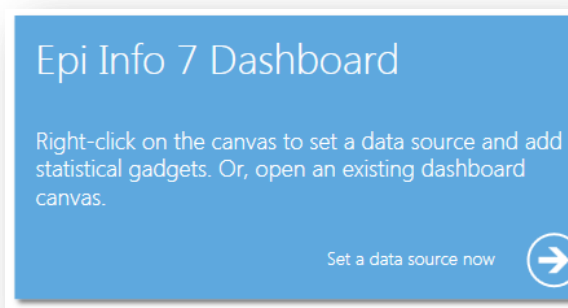 Epi Info 7 Dashboard
Right-click on the canvas to set a data source and add
statistical gadgets. Or, open an existing dashboard
canvas.
Set a data source now